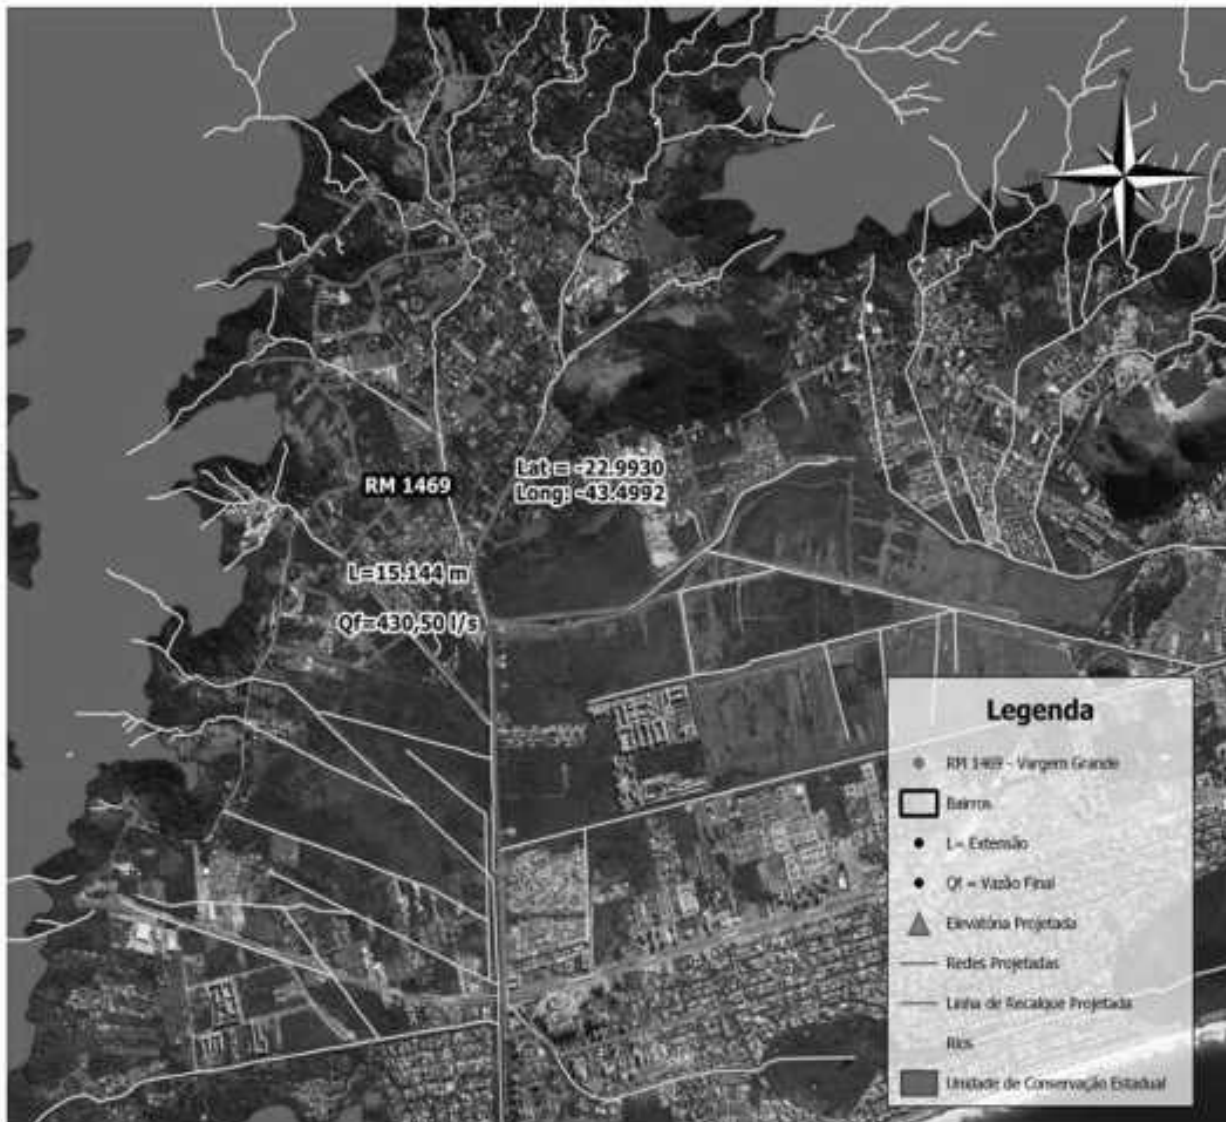 Lat = -22.9930
Long: -43.4992
RM 1469
L=15.144 m
Qf=430,50 l/s
Legenda
RM 1469 - Vargem Grande
Bairros
L= Extensão
Qf = Vazão Final
Elevatória Projetada
Redes Projetadas
Linha de Recalque Projetada
Rios
Unidade de Conservação Estadual